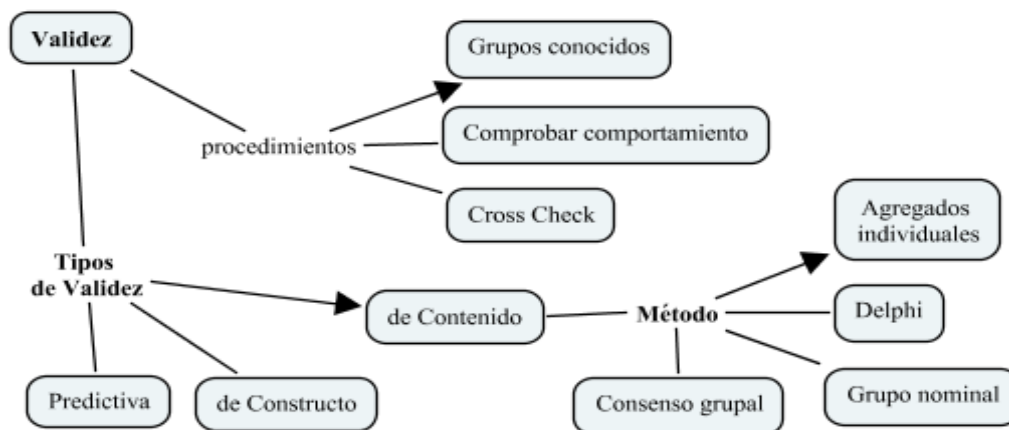 Validez
Grupos conocidos
procedimientos
Comprobar comportamiento
Cross Check
Tipos
de Validez
Predictiva
de Constructo
de Contenido
Método
Agregados
individuales
Delphi
Grupo nominal
Consenso grupal